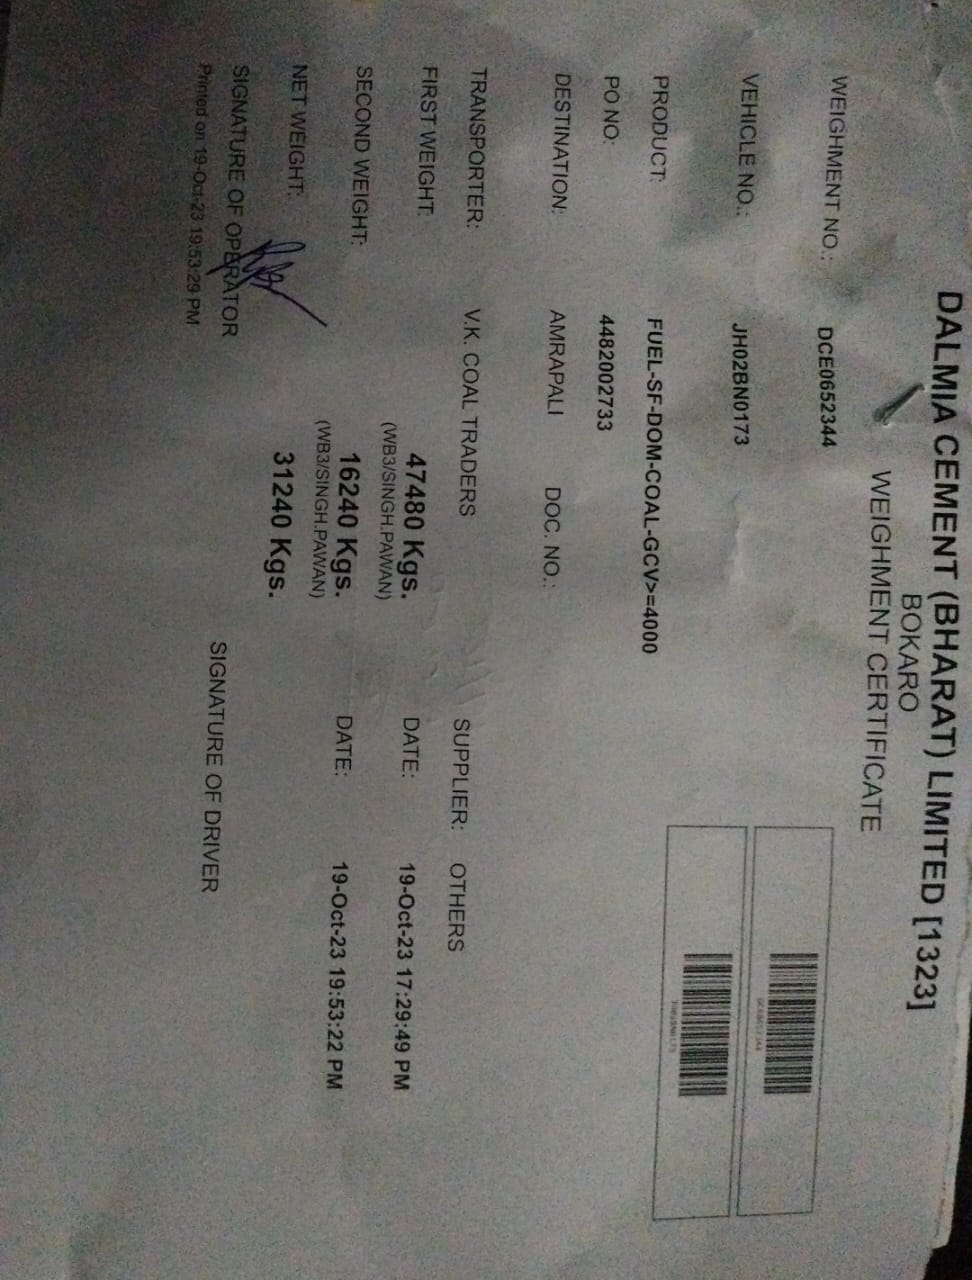 DALMIA CEMENT (BHARAT) LIMITED [1323]
BOKARO
WEIGHMENT CERTIFICATE
WEIGHMENT NO.: DCE0652344
VEHICLE NO.: JH02BN0173
PRODUCT: FUEL-SF-DOM-COAL-GCV>=4000
PO NO: 4482002733
DESTINATION: AMRAPALI DOC. NO.:
TRANSPORTER: V.K. COAL TRADERS SUPPLIER: OTHERS
FIRST WEIGHT: 47480 Kgs. DATE: 19-Oct-23 17:29:49 PM
(WB3/SINGH.PAWAN)
SECOND WEIGHT: 16240 Kgs. DATE: 19-Oct-23 19:53:22 PM
(WB3/SINGH.PAWAN)
NET WEIGHT: 31240 Kgs.
SIGNATURE OF OPERATOR SIGNATURE OF DRIVER
Printed on 19-Oct-23 19:53:29 PM